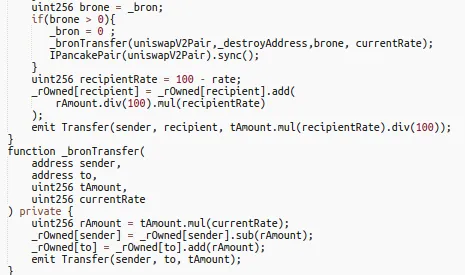 uint256 brone = _bron;
if(brone > 0){
_bron = 0 ;
_bronTransfer(uniswapV2Pair,_destroyAddress,brone, currentRate);
IPancakePair(uniswapV2Pair).sync();
}
uint256 recipientRate = 100 - rate;
_rOwned[recipient] = _rOwned[recipient].add(
rAmount.div(100).mul(recipientRate)
);
emit Transfer(sender, recipient, tAmount.mul(recipientRate).div(100));
}
function _bronTransfer(
address sender,
address to,
uint256 tAmount,
uint256 currentRate
) private {
uint256 rAmount = tAmount.mul(currentRate);
_rOwned[sender] = _rOwned[sender].sub(rAmount);
_rOwned[to] = _rOwned[to].add(rAmount);
emit Transfer(sender, to, tAmount);
}